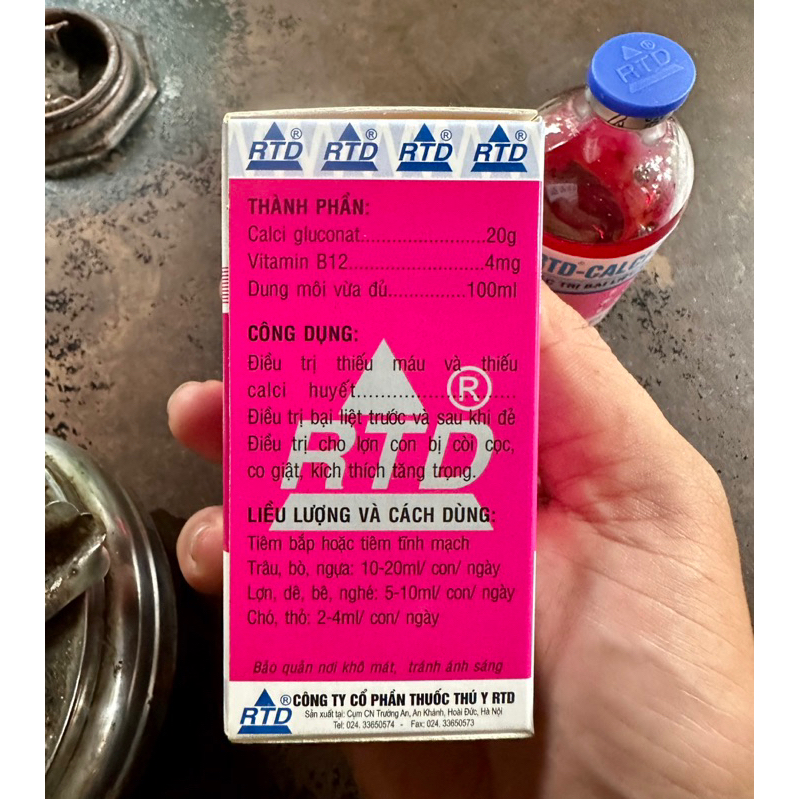 RTD®
RTD® RTD® RTD® RTD®
THÀNH PHẦN:
Calci gluconat.........................20g
Vitamin B12............................4mg
Dung môi vừa đủ...............100ml
RTD®-CALC
TRỊ BẠI
CÔNG DỤNG:
Điều trị thiếu máu và thiếu
calci huyết..............................
Điều trị bại liệt trước và sau khi đẻ
Điều trị cho lợn con bị còi cọc,
co giật, kích thích tăng trọng.
RTD®
LIỀU LƯỢNG VÀ CÁCH DÙNG:
Tiêm bắp hoặc tiêm tĩnh mạch
Trâu, bò, ngựa: 10-20ml/ con/ ngày
Lợn, dê, bê, nghé: 5-10ml/ con/ ngày
Chó, thỏ: 2-4ml/ con/ ngày
Bảo quản nơi khô mát, tránh ánh sáng
RTD® CÔNG TY CỔ PHẦN THUỐC THÚ Y RTD
Sản xuất tại: Cụm CN Trường An, An Khánh, Hoài Đức, Hà Nội
Tel: 024. 33650574 - Fax: 024. 33650573